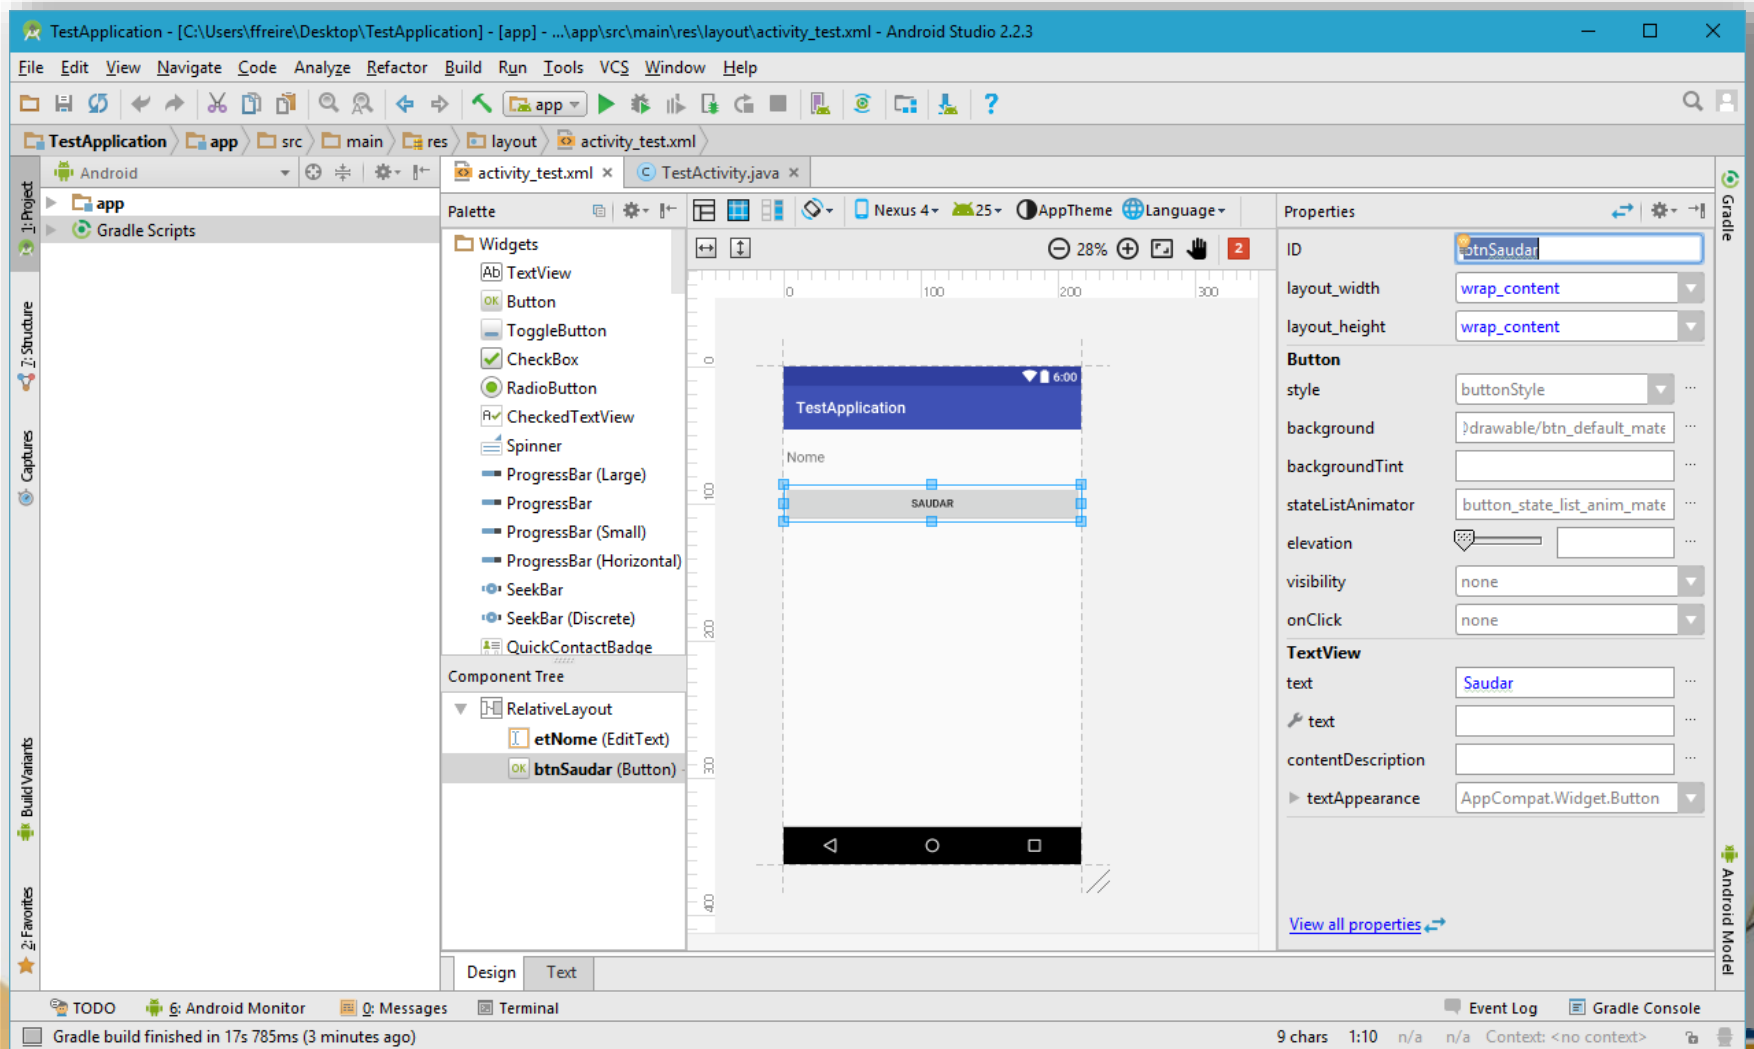 TestApplication - [C:\Users\ffreire\Desktop\TestApplication] - [app] - ...\app\src\main\res\layout\activity_test.xml - Android Studio 2.2.3
File Edit View Navigate Code Analyze Refactor Build Run Tools VCS Window Help
app
TestApplication app src main res layout activity_test.xml
Android
activity_test.xml
TestActivity.java
1: Project
7: Structure
Captures
Build Variants
2: Favorites
app
Gradle Scripts
Palette
Widgets
Ab TextView
OK Button
ToggleButton
CheckBox
RadioButton
CheckedTextView
Spinner
ProgressBar (Large)
ProgressBar
ProgressBar (Small)
ProgressBar (Horizontal)
SeekBar
SeekBar (Discrete)
QuickContactBadge
Component Tree
RelativeLayout
etNome (EditText)
OK btnSaudar (Button)
Nexus 4 25 AppTheme Language
28% 2
0 100 200 300
0
100
200
300
400
6:00
TestApplication
Nome
SAUDAR
Design Text
Properties
ID btnSaudar
layout_width wrap_content
layout_height wrap_content
Button
style buttonStyle ...
background drawable/btn_default_mate ...
backgroundTint ...
stateListAnimator button_state_list_anim_mate ...
elevation ...
visibility none
onClick none
TextView
text Saudar ...
text ...
contentDescription ...
textAppearance AppCompat.Widget.Button
View all properties
Gradle
Android Model
TODO 6: Android Monitor 0: Messages Terminal
Event Log Gradle Console
Gradle build finished in 17s 785ms (3 minutes ago)
9 chars 1:10 n/a n/a Context: <no context>